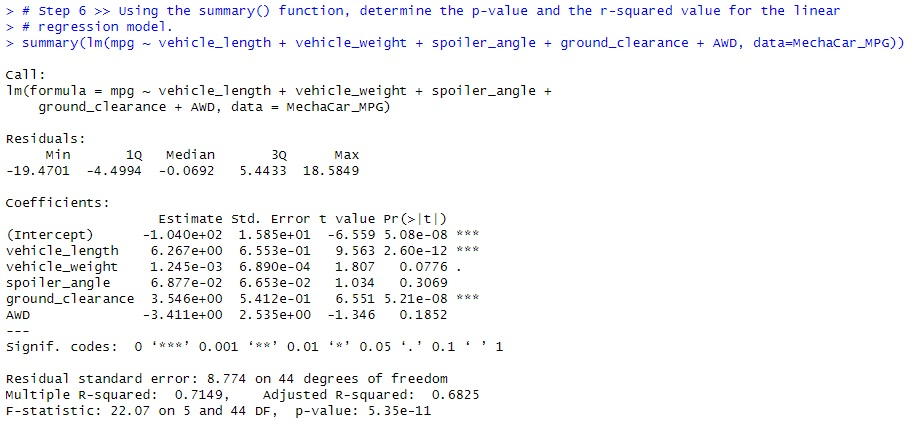 > # Step 6 >> Using the summary() function, determine the p-value and the r-squared value for the linear
> # regression model.
> summary(lm(mpg ~ vehicle_length + vehicle_weight + spoiler_angle + ground_clearance + AWD, data=MechaCar_MPG))
Call:
lm(formula = mpg ~ vehicle_length + vehicle_weight + spoiler_angle +
    ground_clearance + AWD, data = MechaCar_MPG)
Residuals:
     Min       1Q   Median       3Q      Max
-19.4701  -4.4994  -0.0692   5.4433  18.5849
Coefficients:
                   Estimate Std. Error t value Pr(>|t|)
(Intercept)      -1.040e+02  1.585e+01  -6.559 5.08e-08 ***
vehicle_length    6.267e+00  6.553e-01   9.563 2.60e-12 ***
vehicle_weight    1.245e-03  6.890e-04   1.807   0.0776 .
spoiler_angle     6.877e-02  6.653e-02   1.034   0.3069
ground_clearance  3.546e+00  5.412e-01   6.551 5.21e-08 ***
AWD              -3.411e+00  2.535e+00  -1.346   0.1852
---
Signif. codes:  0 ‘***’ 0.001 ‘**’ 0.01 ‘*’ 0.05 ‘.’ 0.1 ‘ ’ 1
Residual standard error: 8.774 on 44 degrees of freedom
Multiple R-squared:  0.7149,	Adjusted R-squared:  0.6825
F-statistic: 22.07 on 5 and 44 DF,  p-value: 5.35e-11